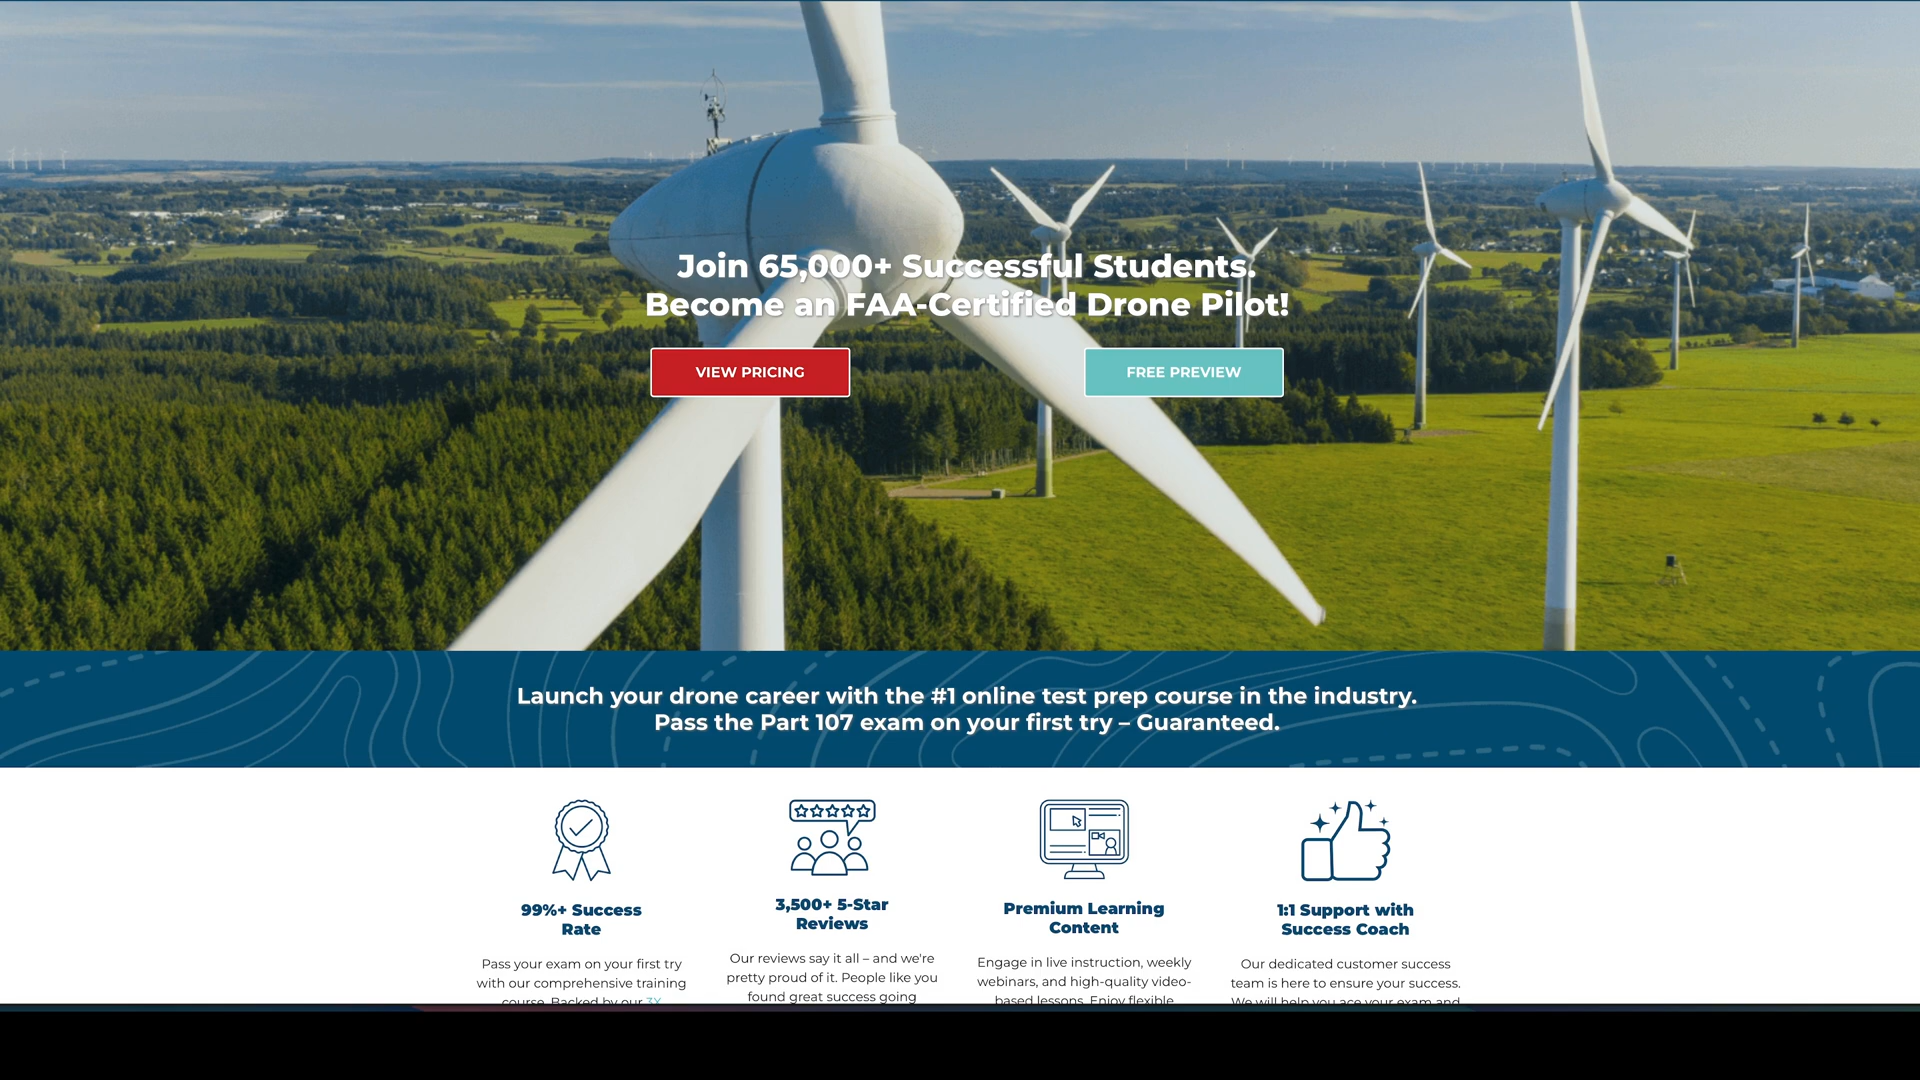 Join 65,000+ Successful Students.
Become an FAA-Certified Drone Pilot!
VIEW PRICING
FREE PREVIEW
Launch your drone career with the #1 online test prep course in the industry.
Pass the Part 107 exam on your first try – Guaranteed.
99%+ Success
Rate
Pass your exam on your first try
with our comprehensive training
course. Backed by our 3X
3,500+ 5-Star
Reviews
Our reviews say it all – and we're
pretty proud of it. People like you
found great success going
Premium Learning
Content
Engage in live instruction, weekly
webinars, and high-quality video-
based lessons. Enjoy flexible
1:1 Support with
Success Coach
Our dedicated customer success
team is here to ensure your success.
We will help you ace your exam and